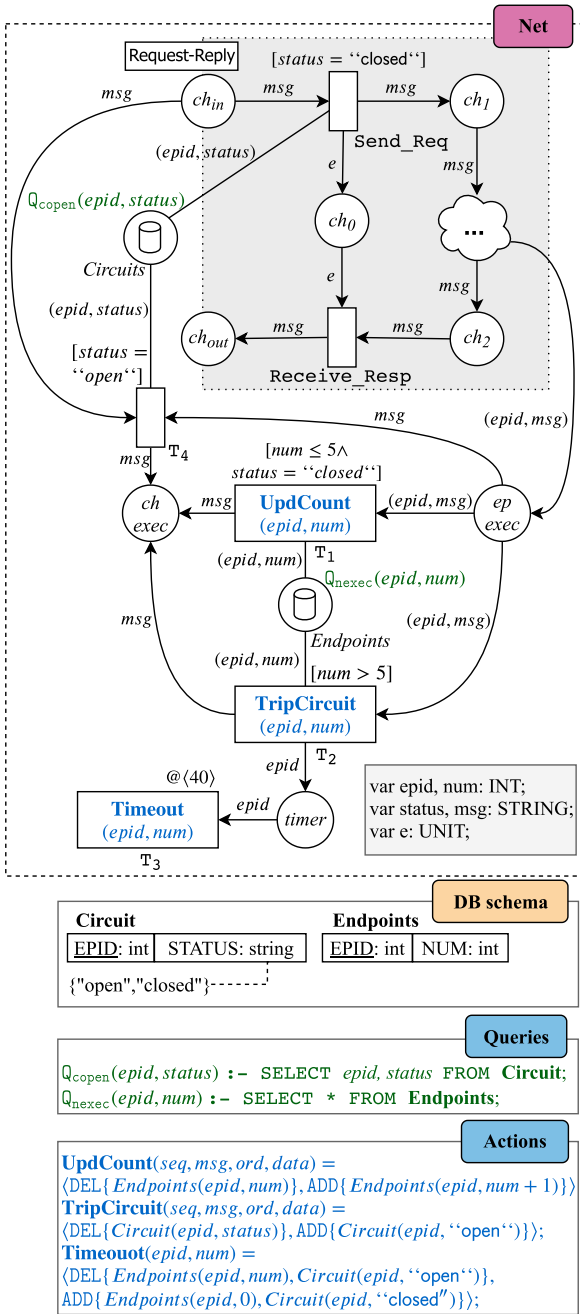 Net
Request-Reply
[status = ‘‘closed‘‘]
ch_in
msg
msg
ch_1
msg
Send_Req
(epid, status)
e
msg
Q_copen(epid, status)
ch_0
...
Circuits
e
msg
(epid, status)
ch_out
msg
msg
ch_2
[status =
‘‘open‘‘]
Receive_Resp
msg
(epid, msg)
T_4
msg
[num ≤ 5∧
status = ‘‘closed‘‘]
ch
exec
msg
UpdCount
(epid, num)
(epid, msg)
ep
exec
T_1
(epid, num)
Q_nexec(epid, num)
msg
(epid, msg)
Endpoints
(epid, num)
[num > 5]
TripCircuit
(epid, num)
T_2
epid
@⟨40⟩
Timeout
(epid, num)
epid
timer
T_3
var epid, num: INT;
var status, msg: STRING;
var e: UNIT;
DB schema
Circuit
Endpoints
EPID: int
STATUS: string
EPID: int
NUM: int
{"open","closed"}
Queries
Q_copen(epid, status) :- SELECT epid, status FROM Circuit;
Q_nexec(epid, num) :- SELECT * FROM Endpoints;
Actions
UpdCount(seq, msg, ord, data) =
⟨DEL{Endpoints(epid, num)}, ADD{Endpoints(epid, num + 1)}⟩
TripCircuit(seq, msg, ord, data) =
⟨DEL{Circuit(epid, status)}, ADD{Circuit(epid, ‘‘open‘‘)}⟩;
Timeouot(epid, num) =
⟨DEL{Endpoints(epid, num), Circuit(epid, ‘‘open‘‘)},
ADD{Endpoints(epid, 0), Circuit(epid, ‘‘closed″)}⟩;